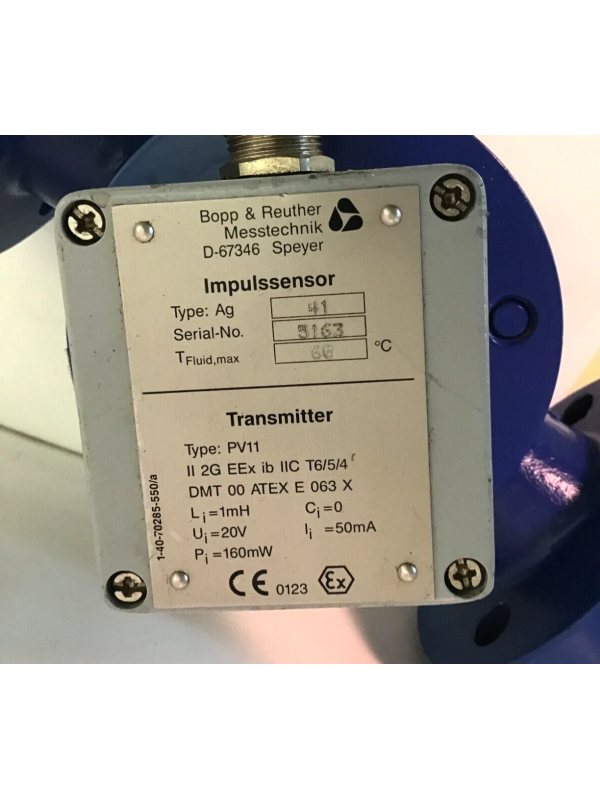 Bopp & Reuther
Messtechnik
D-67346 Speyer
Impulssensor
Type: Ag 41
Serial-No. 3163
TFluid,max °C
Transmitter
Type: PV11
II 2G EEx ib IIC T6/5/4
DMT 00 ATEX E 063 X
Li=1mH Ci=0
Ui=20V Ii=50mA
Pi=160mW
CE 0123 Ex
1-40-70285-550/a